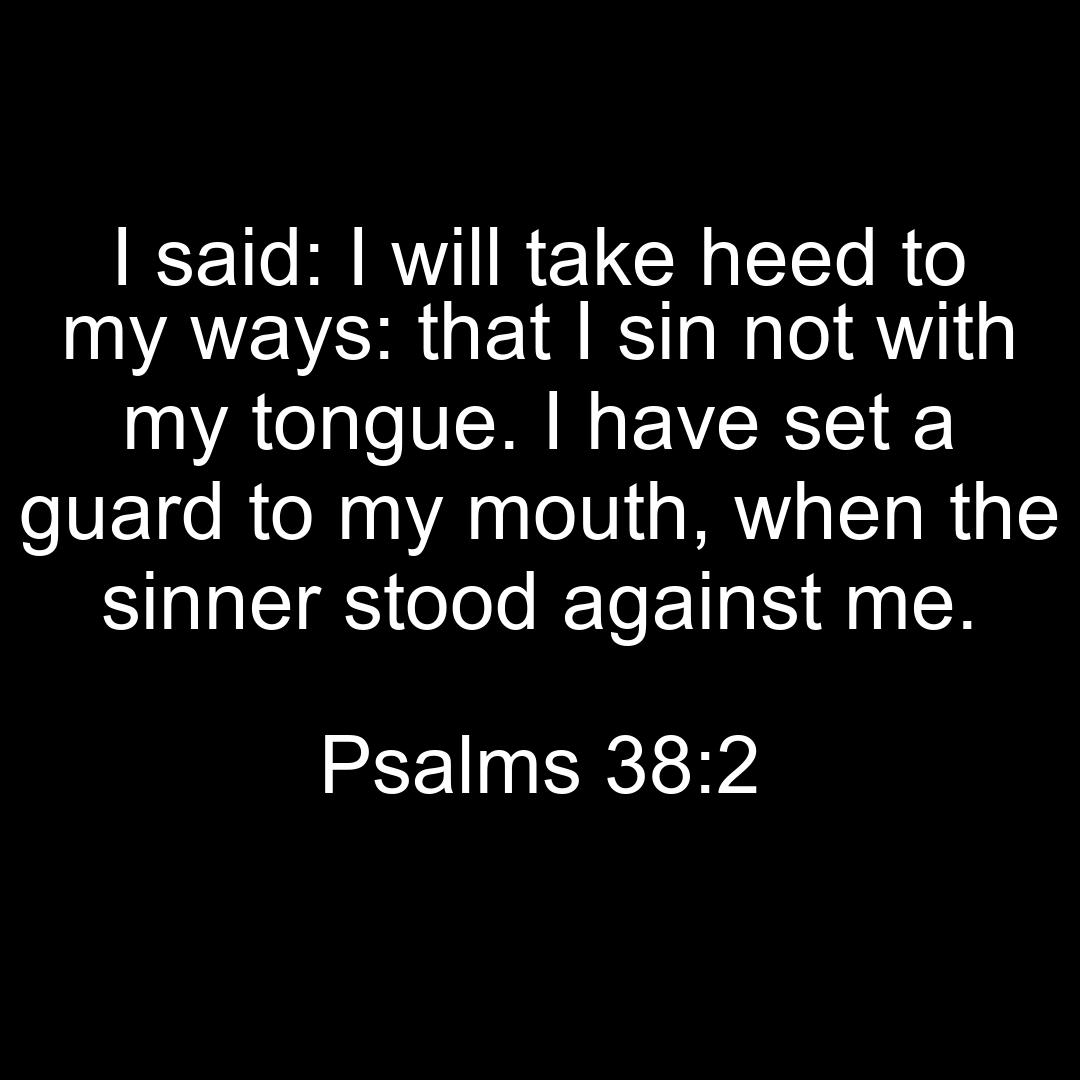 I said: I will take heed to
my ways: that I sin not with
my tongue. I have set a
guard to my mouth, when the
sinner stood against me.
Psalms 38:2